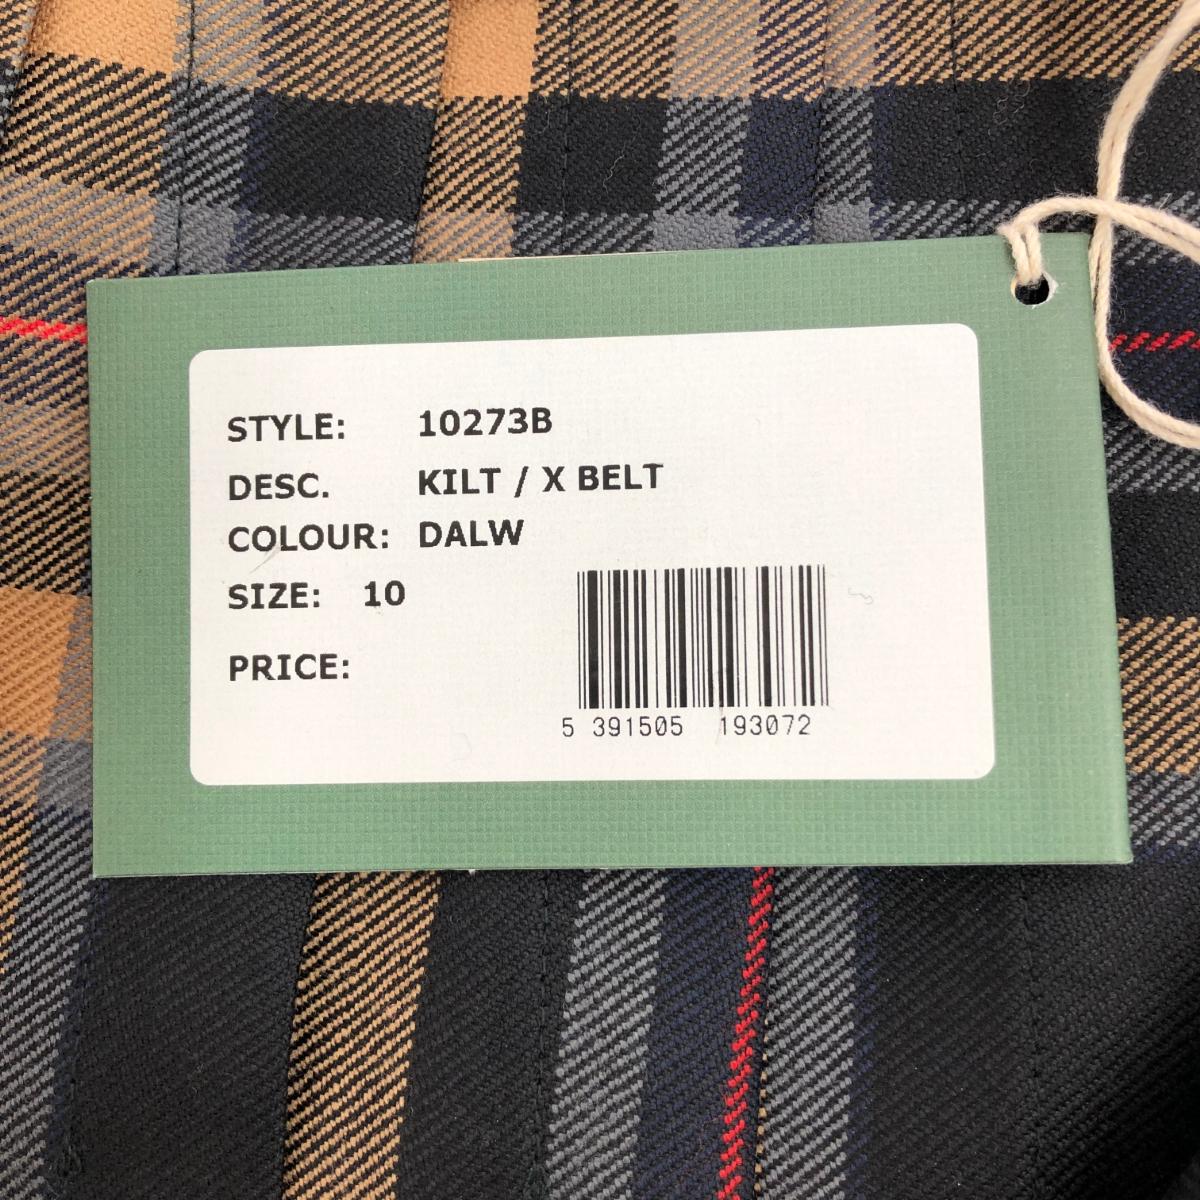 STYLE: 10273B
DESC. KILT / X BELT
COLOUR: DALW
SIZE: 10
PRICE:
5 391505 193072